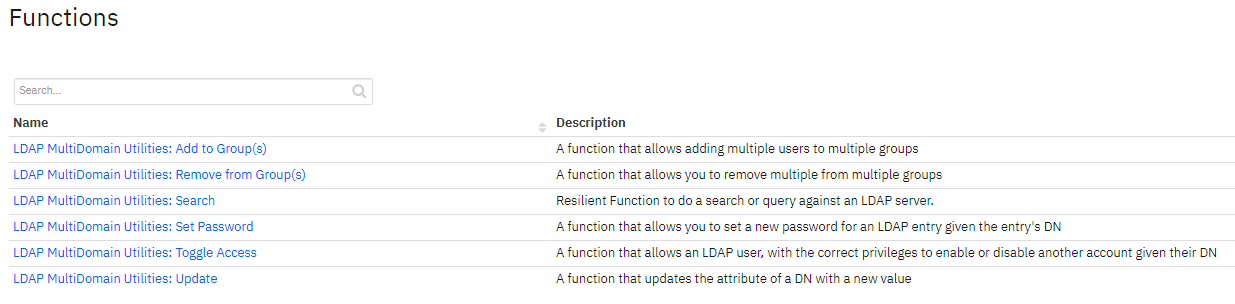 Functions
Search...
Name Description
LDAP MultiDomain Utilities: Add to Group(s) A function that allows adding multiple users to multiple groups
LDAP MultiDomain Utilities: Remove from Group(s) A function that allows you to remove multiple from multiple groups
LDAP MultiDomain Utilities: Search Resilient Function to do a search or query against an LDAP server.
LDAP MultiDomain Utilities: Set Password A function that allows you to set a new password for an LDAP entry given the entry's DN
LDAP MultiDomain Utilities: Toggle Access A function that allows an LDAP user, with the correct privileges to enable or disable another account given their DN
LDAP MultiDomain Utilities: Update A function that updates the attribute of a DN with a new value